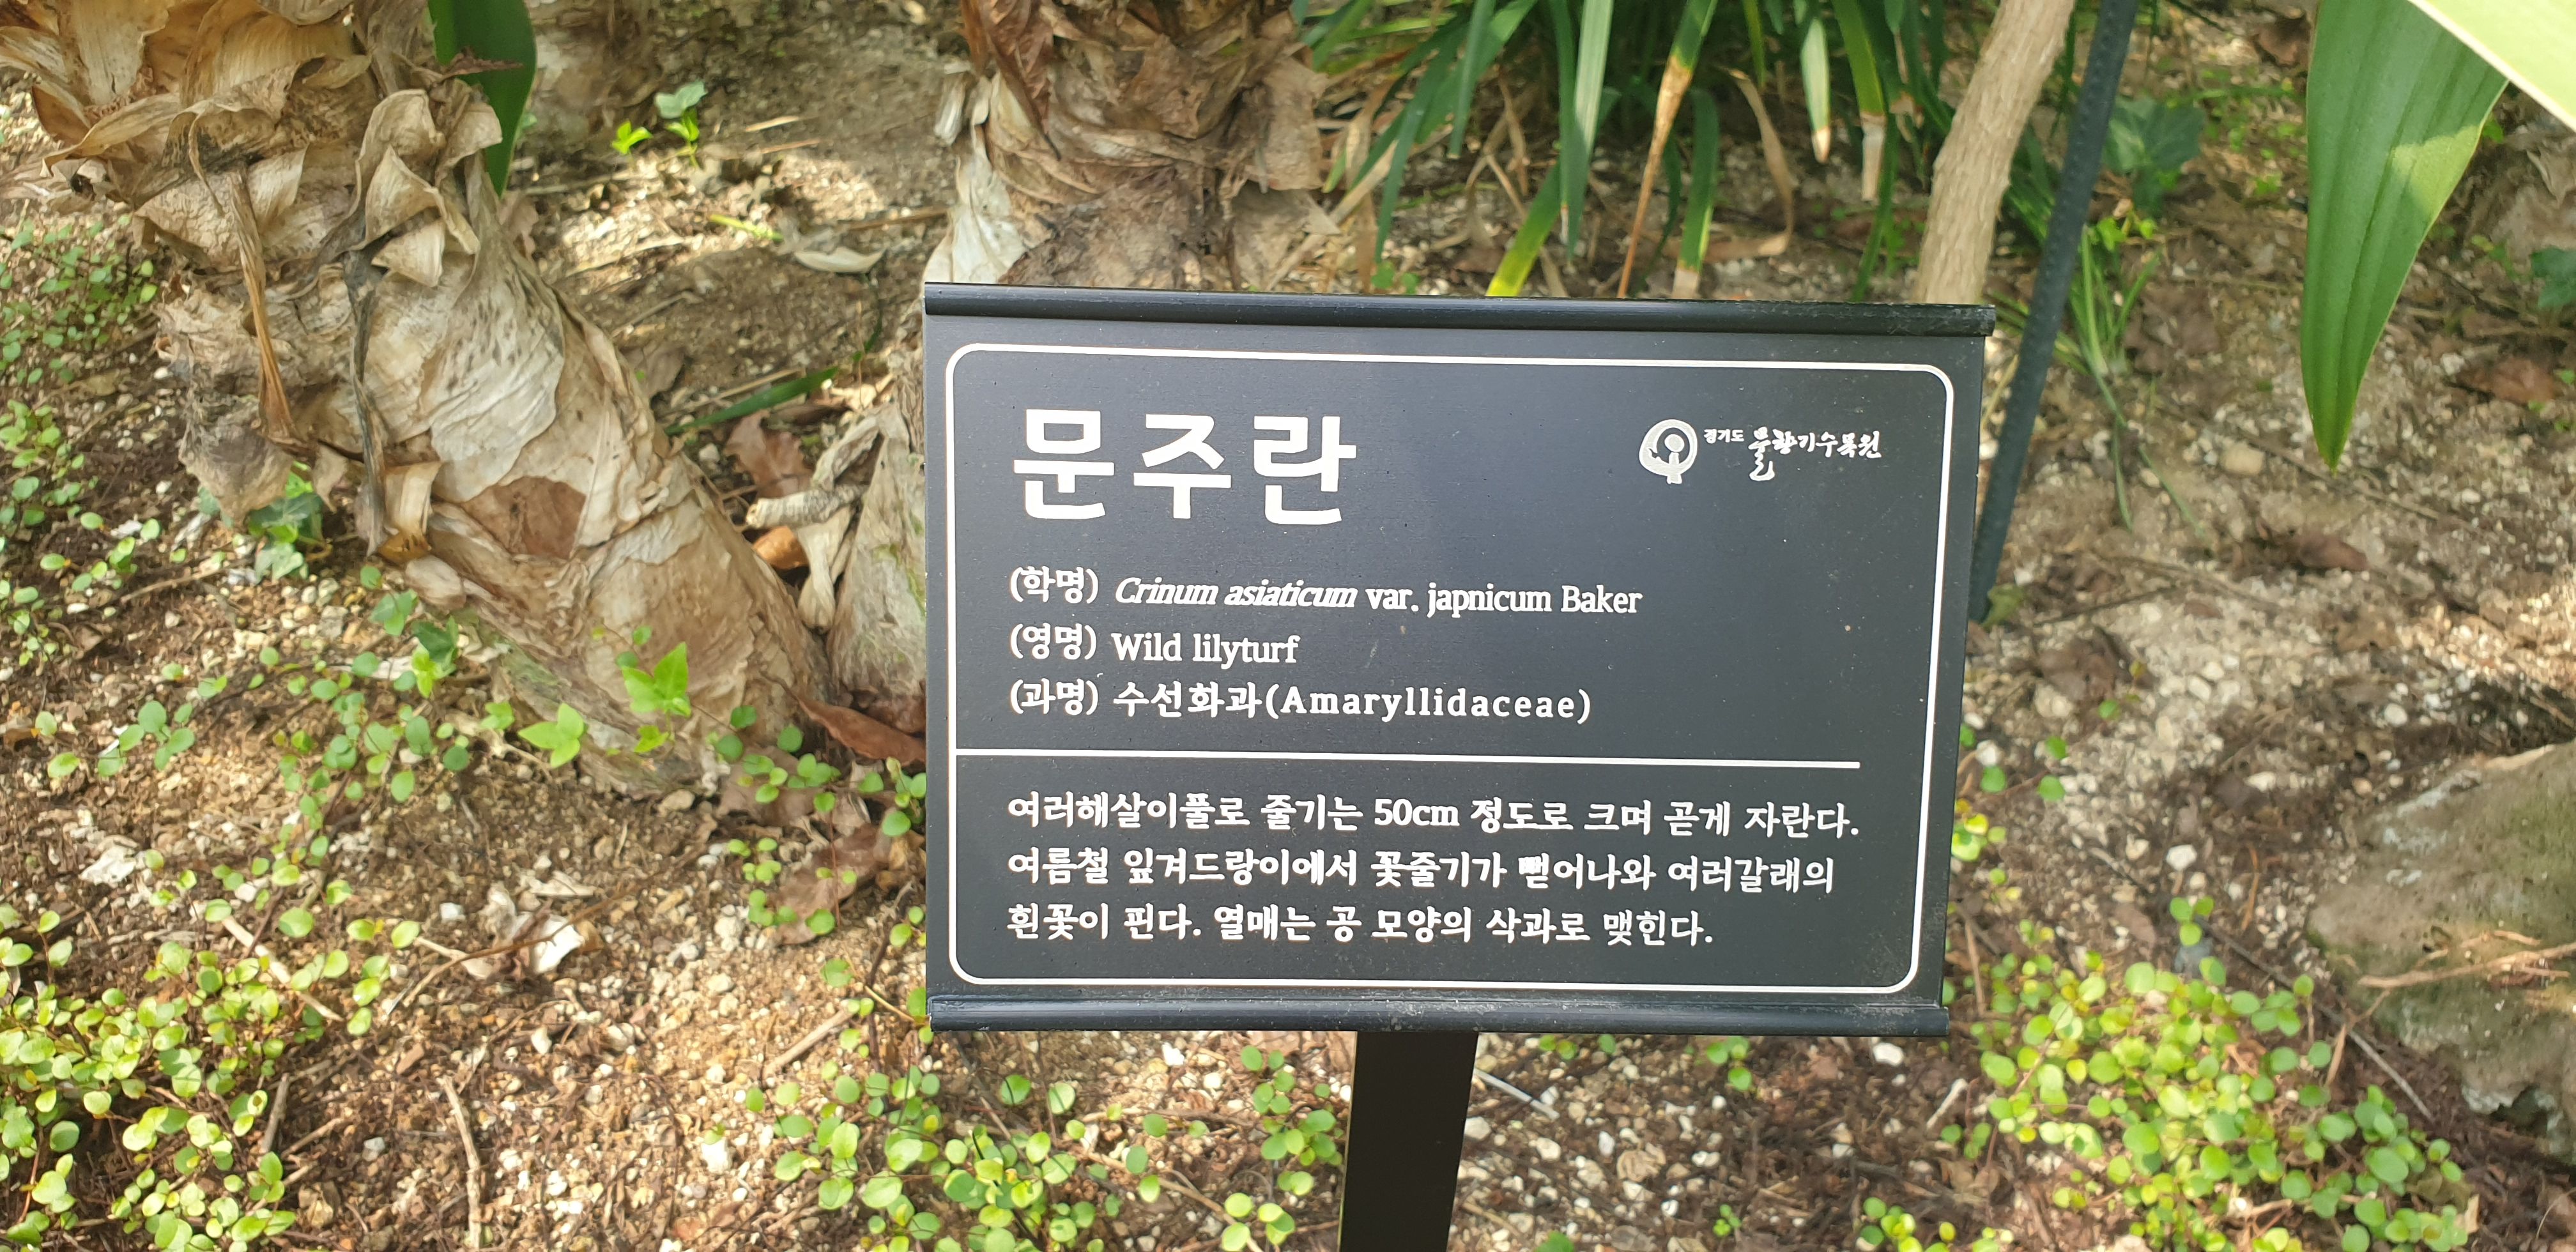 문주란
경기도 물향기수목원
(학명) Crinum asiaticum var. japnicum Baker
(영명) Wild lilyturf
(과명) 수선화과(Amaryllidaceae)
여러해살이풀로 줄기는 50cm 정도로 크며 곧게 자란다.
여름철 잎겨드랑이에서 꽃줄기가 뻗어나와 여러갈래의
흰꽃이 핀다. 열매는 공 모양의 삭과로 맺힌다.